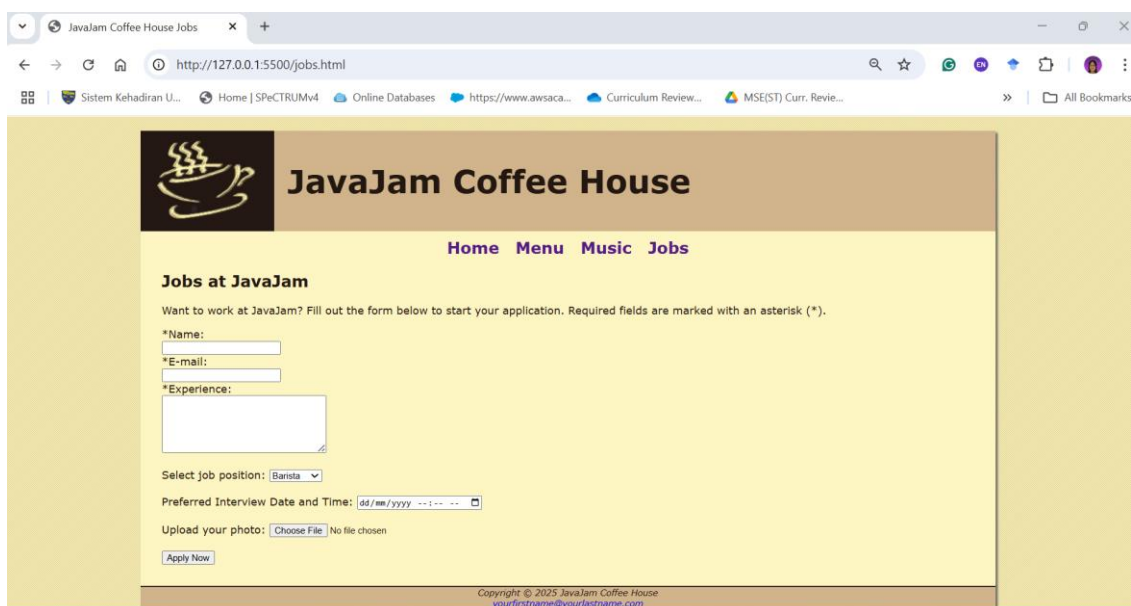 JavaJam Coffee House Jobs
http://127.0.0.1:5500/jobs.html
EN
Sistem Kehadiran U... Home | SPeCTRUMv4 Online Databases https://www.awsaca... Curriculum Review... MSE(ST) Curr. Revie... » All Bookmarks
JavaJam Coffee House
Home Menu Music Jobs
Jobs at JavaJam
Want to work at JavaJam? Fill out the form below to start your application. Required fields are marked with an asterisk (*).
*Name:
*E-mail:
*Experience:
Select job position: Barista
Preferred Interview Date and Time: dd/mm/yyyy --:-- --
Upload your photo: Choose File No file chosen
Apply Now
Copyright © 2025 JavaJam Coffee House
yourfirstname@yourlastname.com